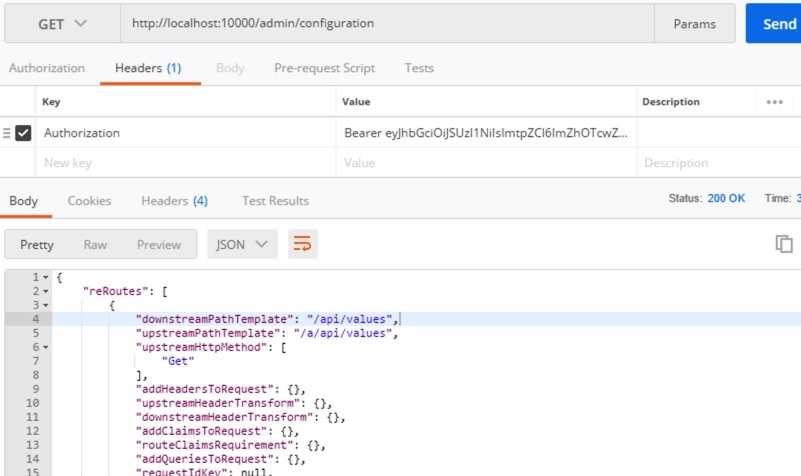 GET http://localhost:10000/admin/configuration Params Send
Authorization Headers (1) Body Pre-request Script Tests
Key Value Description •••
Authorization Bearer eyJhbGciOiJSUzI1NiIsImtpZCI6ImZhOTcwZ...
New key Value Description
Body Cookies Headers (4) Test Results Status: 200 OK Time: 3
Pretty Raw Preview JSON
1 {
2 "reRoutes": [
3 {
4 "downstreamPathTemplate": "/api/values",
5 "upstreamPathTemplate": "/a/api/values",
6 "upstreamHttpMethod": [
7 "Get"
8 ],
9 "addHeadersToRequest": {},
10 "upstreamHeaderTransform": {},
11 "downstreamHeaderTransform": {},
12 "addClaimsToRequest": {},
13 "routeClaimsRequirement": {},
14 "addQueriesToRequest": {},
15 "requestIdKey": null,